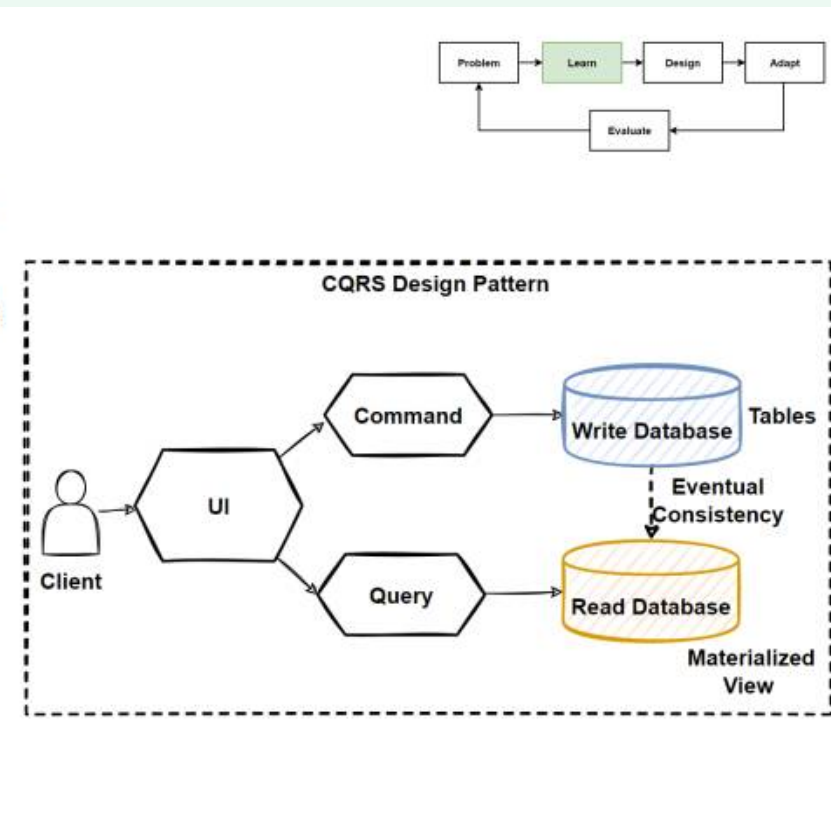 Problem
Learn
Design
Adapt
Evaluate
CQRS Design Pattern
Command
Write Database
Tables
UI
Eventual
Consistency
Client
Query
Read Database
Materialized
View